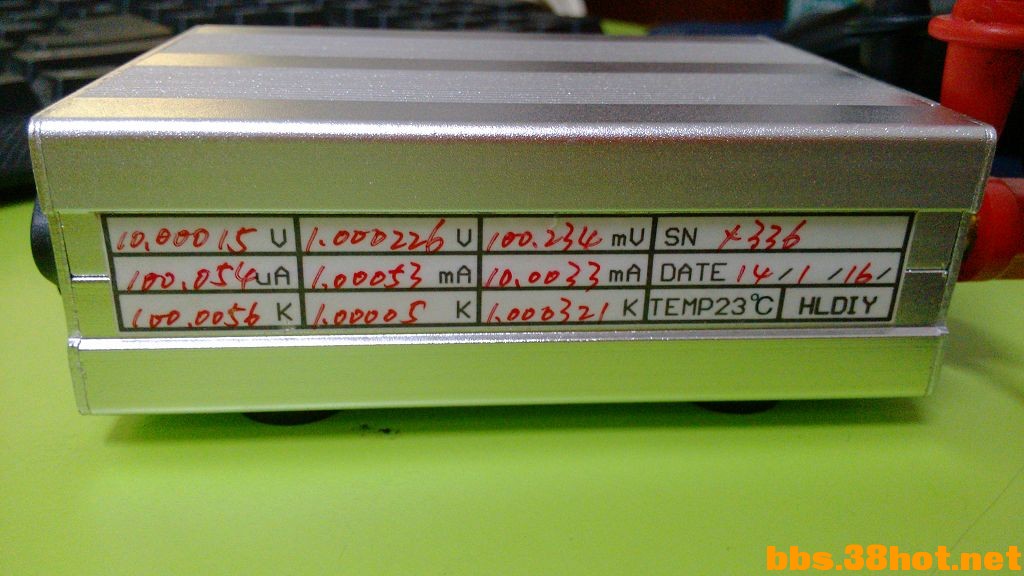 10.00015 V 1.000226 V 100.234 mV SN X336
100.054 uA 1.00053 mA 10.0033 mA DATE 14/1/16/
100.0056 K 1.00005 K 1.000321 K TEMP23℃ HLDIY
bbs.38hot.net